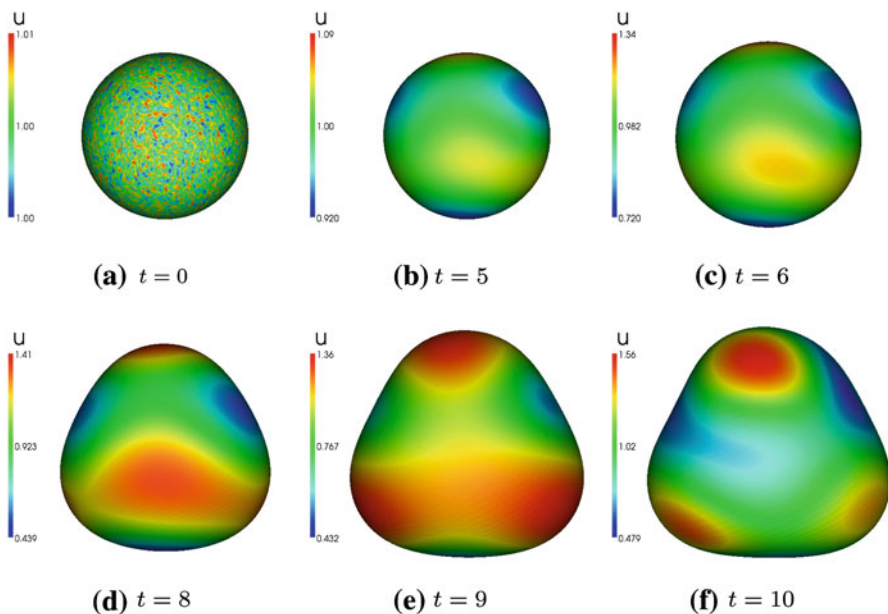 u
1.01
1.00
1.00
(a) t = 0
u
1.09
1.00
0.920
(b) t = 5
u
1.34
0.982
0.720
(c) t = 6
u
1.41
0.923
0.439
(d) t = 8
u
1.36
0.767
0.432
(e) t = 9
u
1.56
1.02
0.479
(f) t = 10